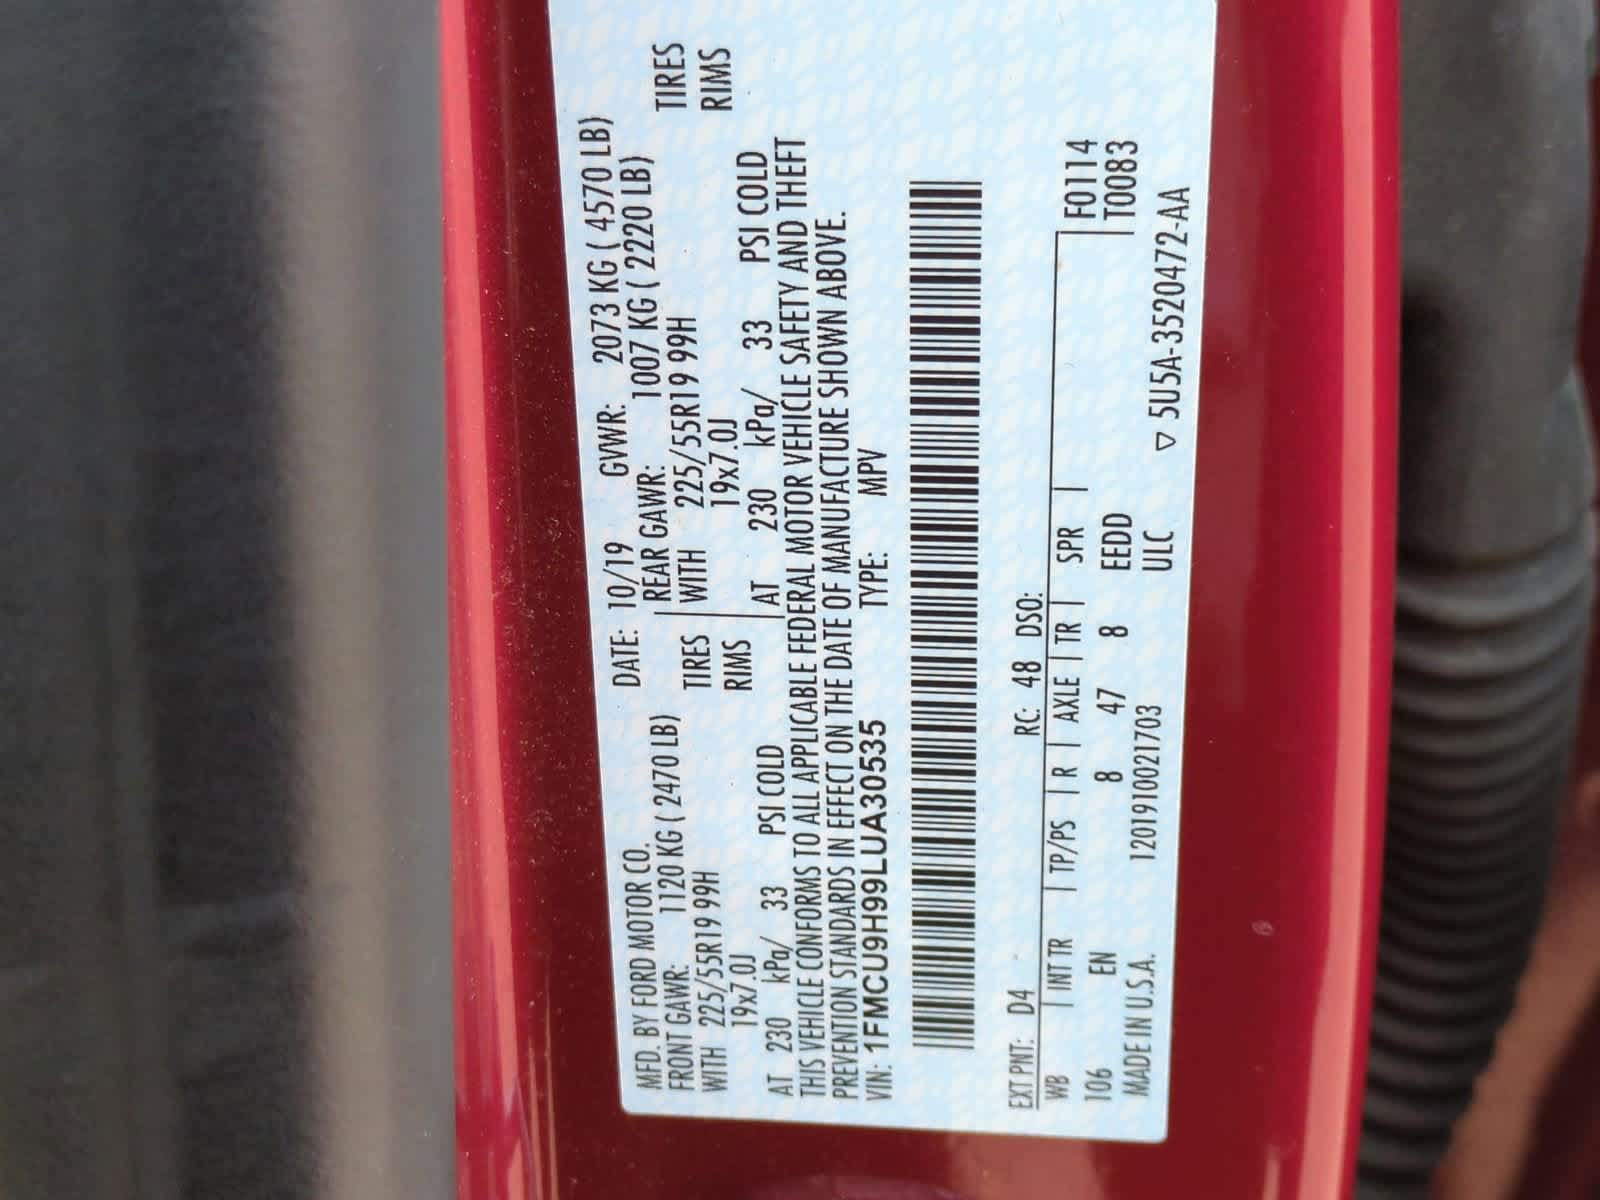 MFD. BY FORD MOTOR CO. DATE: 10/19 GVWR: 2073 KG ( 4570 LB)
FRONT GAWR: 1120 KG ( 2470 LB) REAR GAWR: 1007 KG ( 2220 LB)
WITH 225/55R19 99H TIRES WITH 225/55R19 99H TIRES
19x7.0J RIMS 19x7.0J RIMS
AT 230 kPa/ 33 PSI COLD AT 230 kPa/ 33 PSI COLD
THIS VEHICLE CONFORMS TO ALL APPLICABLE FEDERAL MOTOR VEHICLE SAFETY AND THEFT
PREVENTION STANDARDS IN EFFECT ON THE DATE OF MANUFACTURE SHOWN ABOVE.
VIN: 1FMCU9H99LUA30535 TYPE: MPV
EXT PNT: D4 RC: 48 DSO:
WB | INT TR | TP/PS | R | AXLE | TR | SPR | F0114
106 EN 8 47 8 EEDD T0083
MADE IN U.S.A. 1201910021703 ULC ▽ 5U5A-3520472-AA